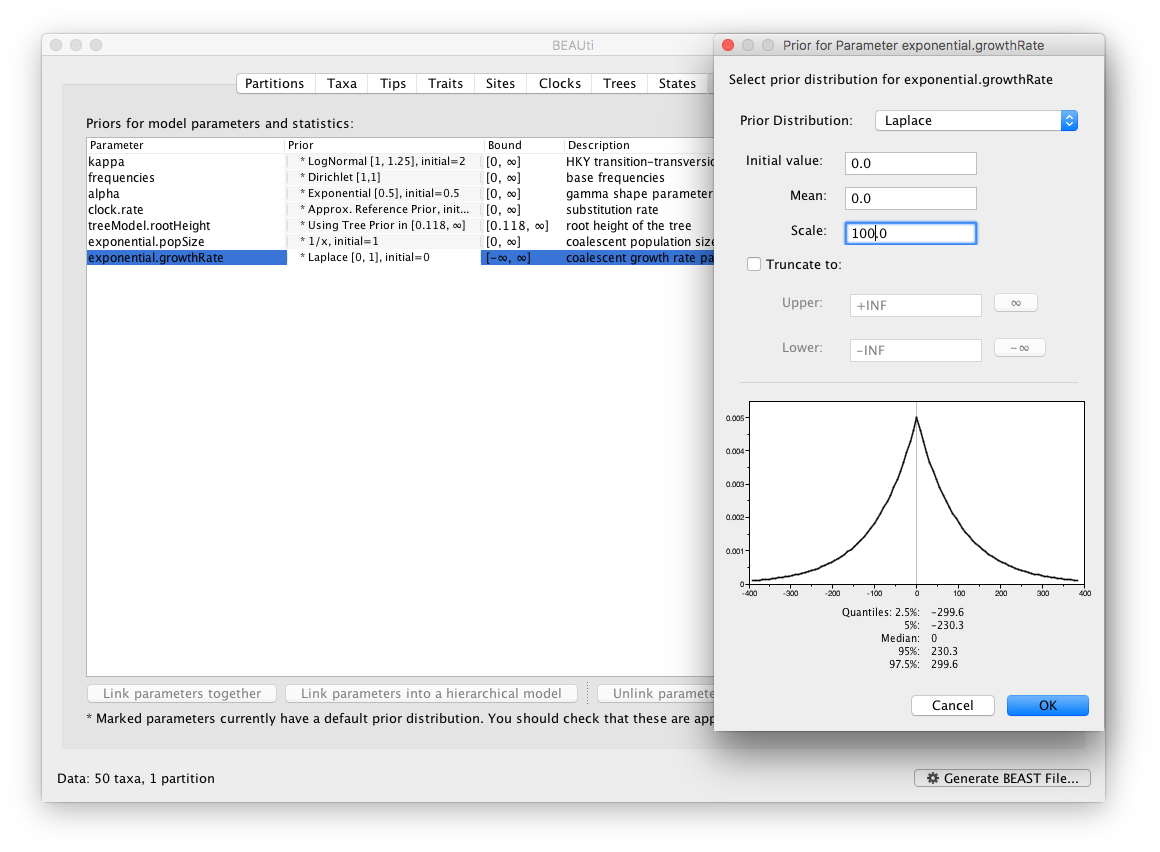 BEAUti
Partitions Taxa Tips Traits Sites Clocks Trees States
Priors for model parameters and statistics:
Parameter Prior Bound Description
kappa * LogNormal [1, 1.25], initial=2 [0, ∞] HKY transition-transversio
frequencies * Dirichlet [1,1] [0, ∞] base frequencies
alpha * Exponential [0.5], initial=0.5 [0, ∞] gamma shape parameter
clock.rate * Approx. Reference Prior, init... [0, ∞] substitution rate
treeModel.rootHeight * Using Tree Prior in [0.118, ∞] [0.118, ∞] root height of the tree
exponential.popSize * 1/x, initial=1 [0, ∞] coalescent population size
exponential.growthRate * Laplace [0, 1], initial=0 [-∞, ∞] coalescent growth rate pa
Link parameters together Link parameters into a hierarchical model Unlink paramete
* Marked parameters currently have a default prior distribution. You should check that these are app
Data: 50 taxa, 1 partition
Generate BEAST File...
Prior for Parameter exponential.growthRate
Select prior distribution for exponential.growthRate
Prior Distribution: Laplace
Initial value: 0.0
Mean: 0.0
Scale: 100.0
Truncate to:
Upper: +INF ∞
Lower: -INF -∞
0.005
0.004
0.003
0.002
0.001
0
-400 -300 -200 -100 0 100 200 300 400
Quantiles: 2.5%: -299.6
5%: -230.3
Median: 0
95%: 230.3
97.5%: 299.6
Cancel OK